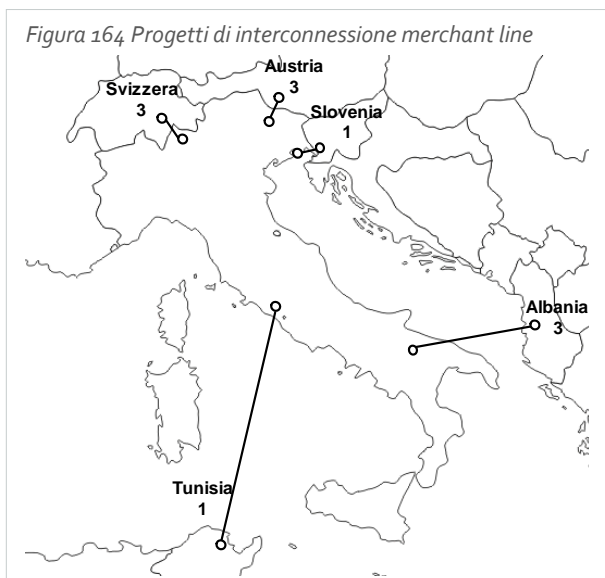 Figura 164 Progetti di interconnessione merchant line
Austria
3
Svizzera
3
Slovenia
1
Albania
3
Tunisia
1